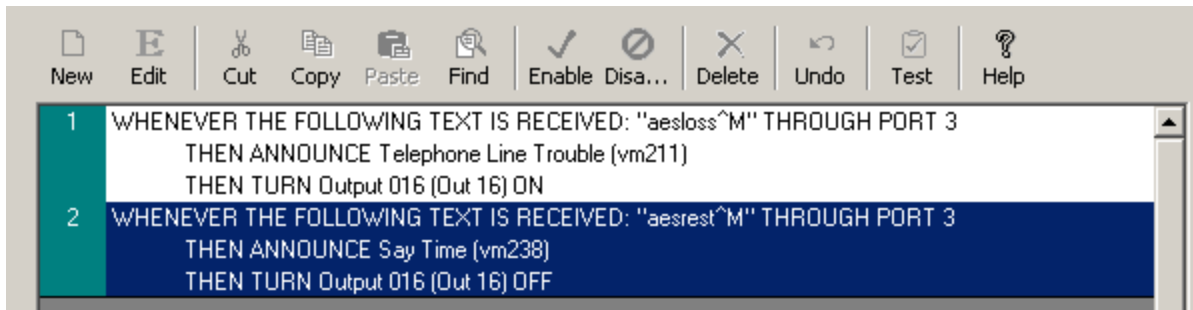 New Edit Cut Copy Paste Find Enable Disa... Delete Undo Test Help
1 WHENEVER THE FOLLOWING TEXT IS RECEIVED: "aesloss^M" THROUGH PORT 3
THEN ANNOUNCE Telephone Line Trouble (vm211)
THEN TURN Output 016 (Out 16) ON
2 WHENEVER THE FOLLOWING TEXT IS RECEIVED: "aesrest^M" THROUGH PORT 3
THEN ANNOUNCE Say Time (vm238)
THEN TURN Output 016 (Out 16) OFF